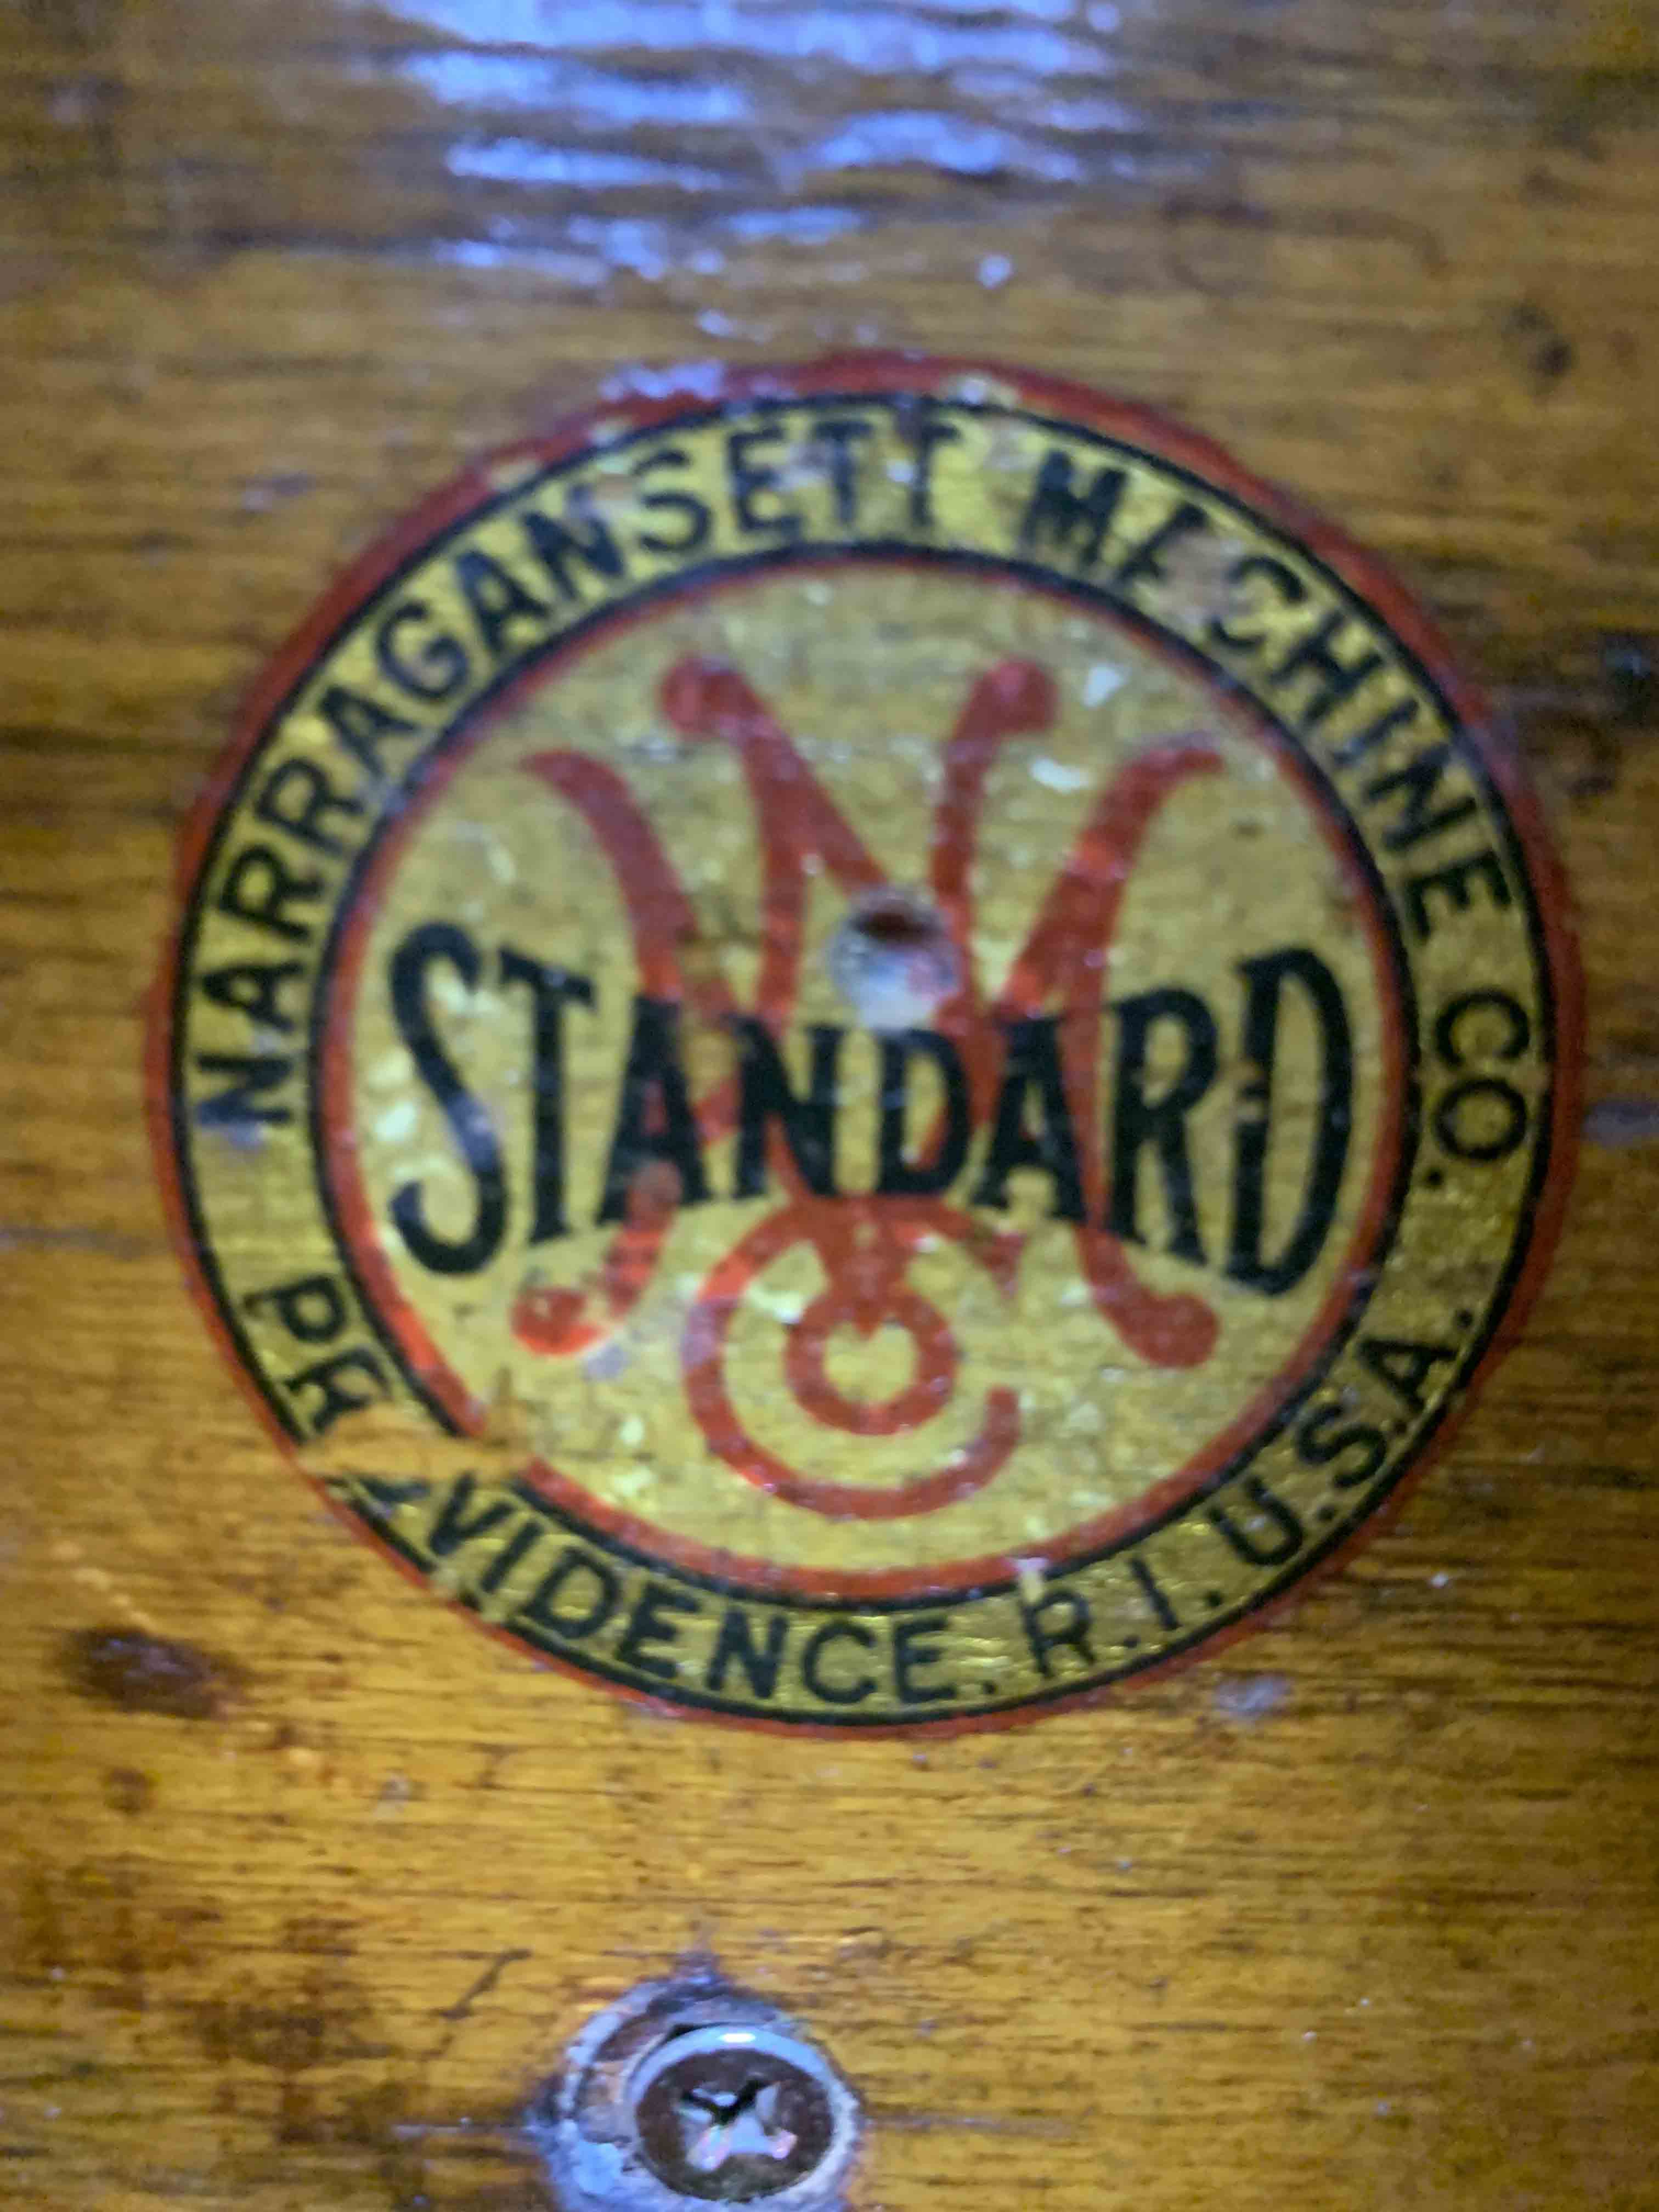 NARRAGANSETT MACHINE CO.
STANDARD
PROVIDENCE. R.I. U.S.A.